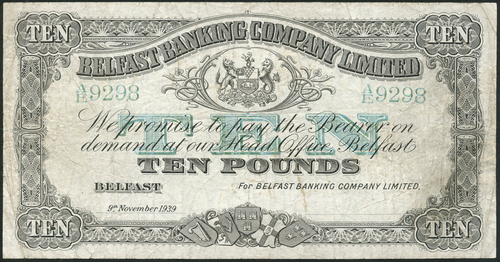 TEN TEN
BELFAST BANKING COMPANY LIMITED
A/E 9298 A/E 9298
TEN
We promise to pay the Bearer on
demand at our Head Office, Belfast
TEN POUNDS
BELFAST For BELFAST BANKING COMPANY LIMITED.
9th November 1939
TEN TEN